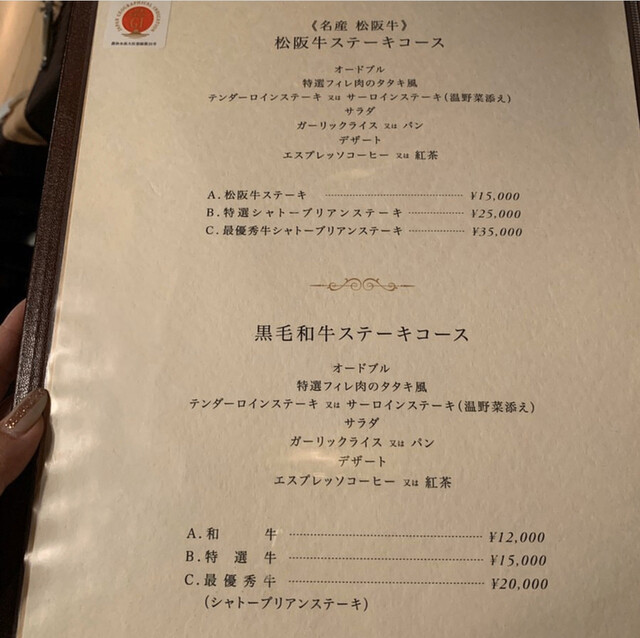 JAPAN GEOGRAPHICAL INDICATION
GI
《名産 松阪牛》
松阪牛ステーキコース
オードブル
特選フィレ肉のタタキ風
テンダーロインステーキ 又は サーロインステーキ(温野菜添え)
サラダ
ガーリックライス 又は パン
デザート
エスプレッソコーヒー 又は 紅茶
A.松阪牛ステーキ ¥15,000
B.特選シャトーブリアンステーキ ¥25,000
C.最優秀牛シャトーブリアンステーキ ¥35,000
黒毛和牛ステーキコース
オードブル
特選フィレ肉のタタキ風
テンダーロインステーキ 又は サーロインステーキ(温野菜添え)
サラダ
ガーリックライス 又は パン
デザート
エスプレッソコーヒー 又は 紅茶
A.和 牛 ¥12,000
B.特 選 牛 ¥15,000
C.最 優 秀 牛 ¥20,000
(シャトーブリアンステーキ)